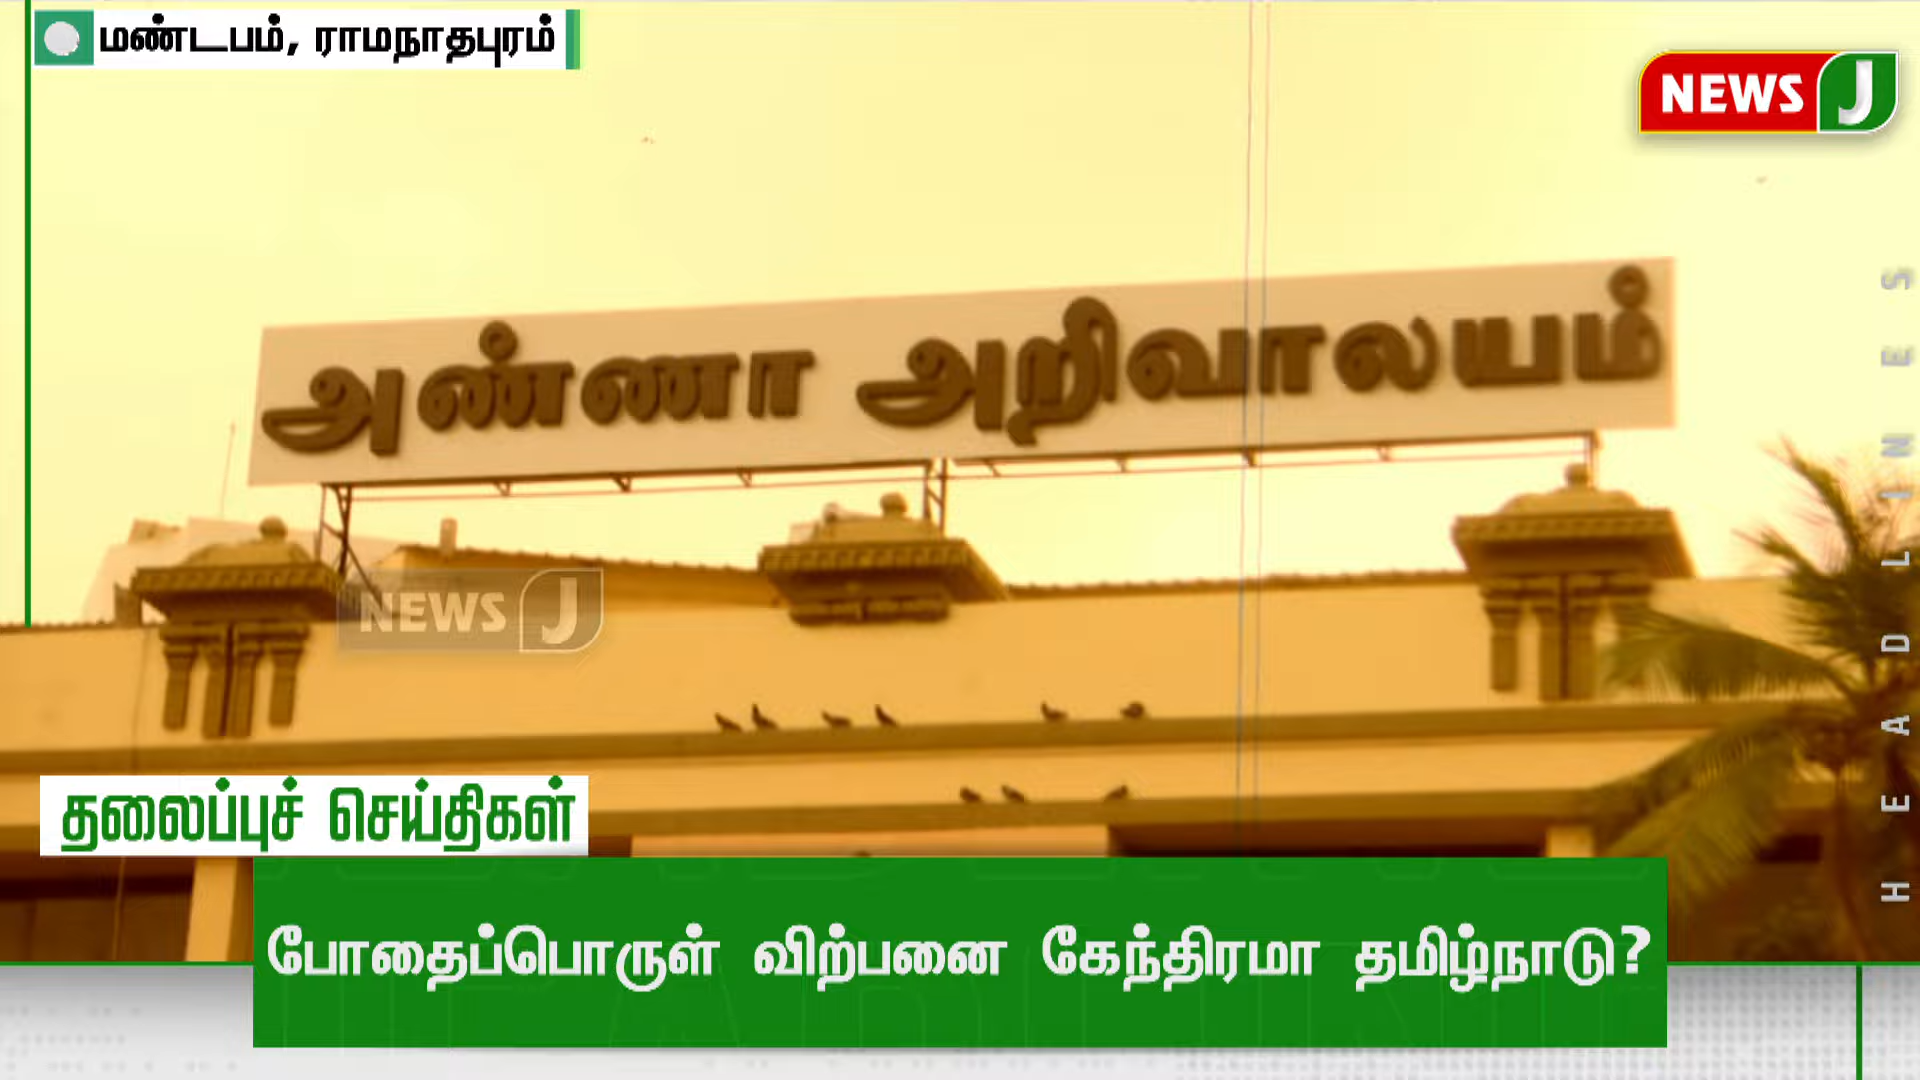 மண்டபம், ராமநாதபுரம்
NEWS J
அண்ணா அறிவாலயம்
NEWS J
HEADLINES
தலைப்புச் செய்திகள்
போதைப்பொருள் விற்பனை கேந்திரமா தமிழ்நாடு?